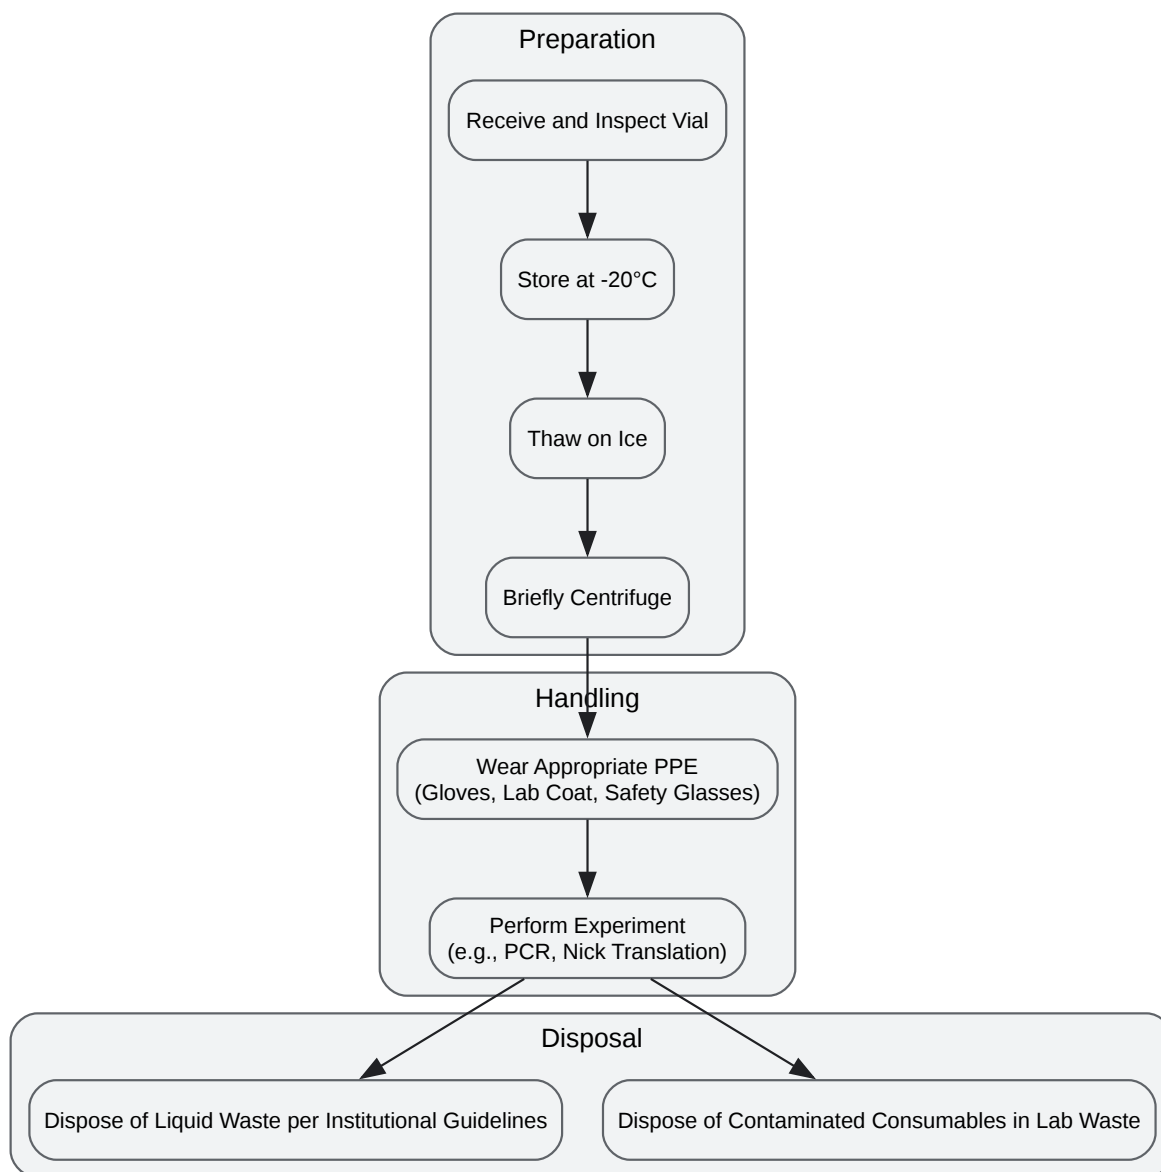 Preparation
Receive and Inspect Vial
Store at -20°C
Thaw on Ice
Briefly Centrifuge
Handling
Wear Appropriate PPE
(Gloves, Lab Coat, Safety Glasses)
Perform Experiment
(e.g., PCR, Nick Translation)
Disposal
Dispose of Liquid Waste per Institutional Guidelines
Dispose of Contaminated Consumables in Lab Waste